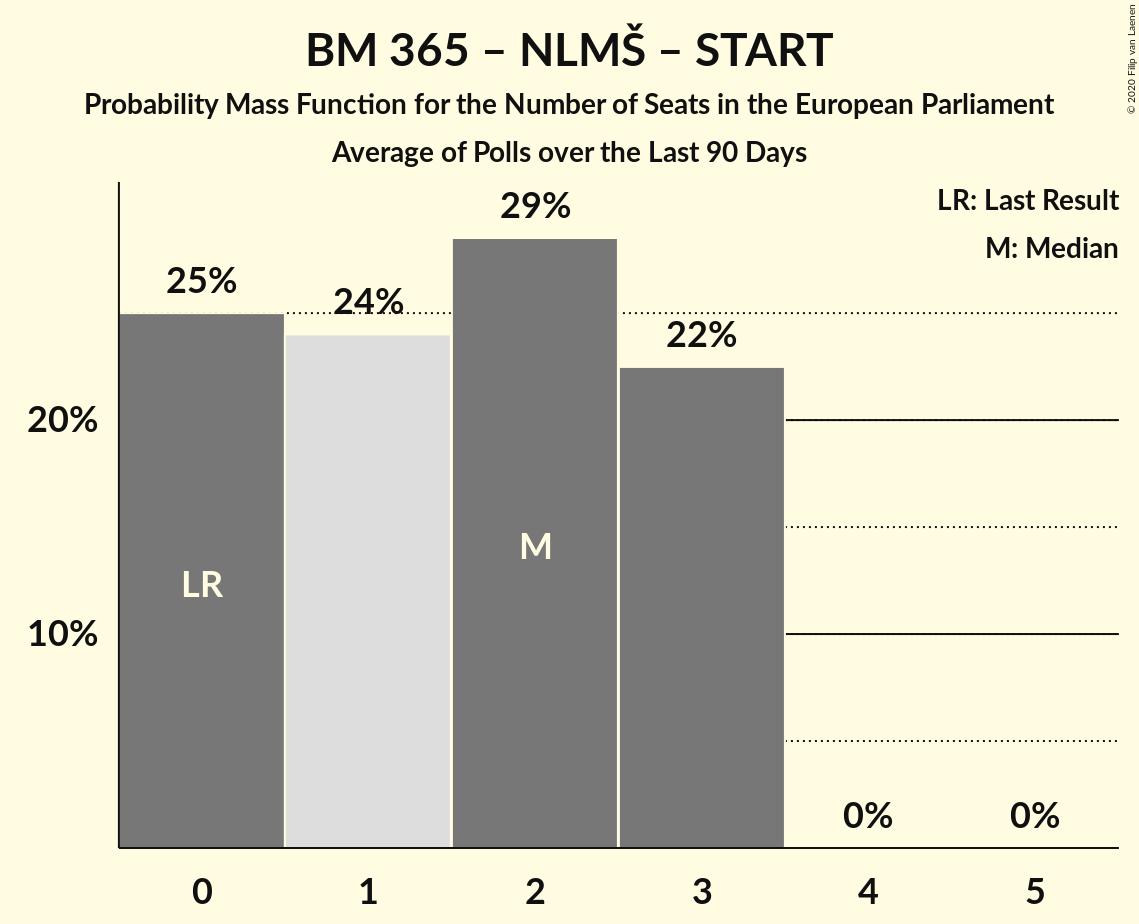 BM 365 – NLMŠ – START
Probability Mass Function for the Number of Seats in the European Parliament
Average of Polls over the Last 90 Days
© 2020 Filip van Laenen
LR: Last Result
M: Median
25%
24%
29%
22%
0%
0%
20%
10%
LR
M
0
1
2
3
4
5